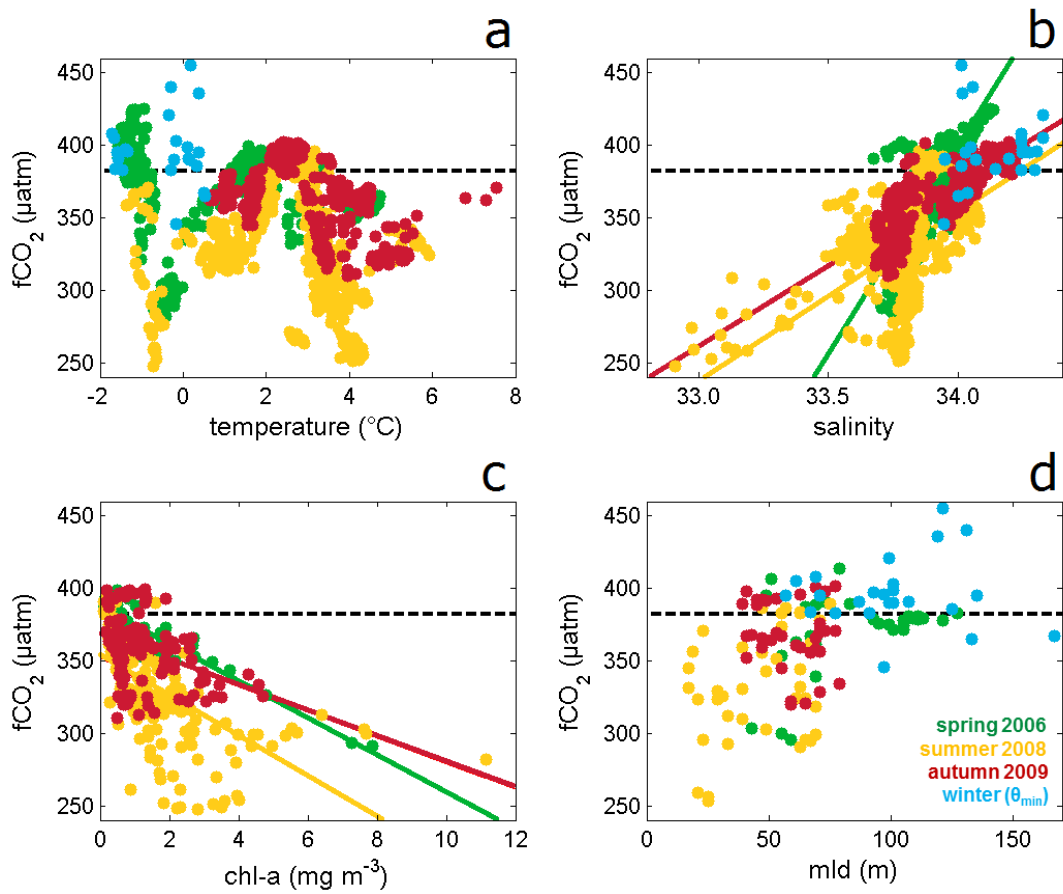 a
b
450
400
350
300
250
fCO2 (µatm)
-2
0
2
4
6
8
temperature (°C)
450
400
350
300
250
fCO2 (µatm)
33.0
33.5
34.0
salinity
c
d
450
400
350
300
250
fCO2 (µatm)
0
2
4
6
8
10
12
chl-a (mg m-3)
450
400
350
300
250
fCO2 (µatm)
spring 2006
summer 2008
autumn 2009
winter (θmin)
0
50
100
150
mld (m)